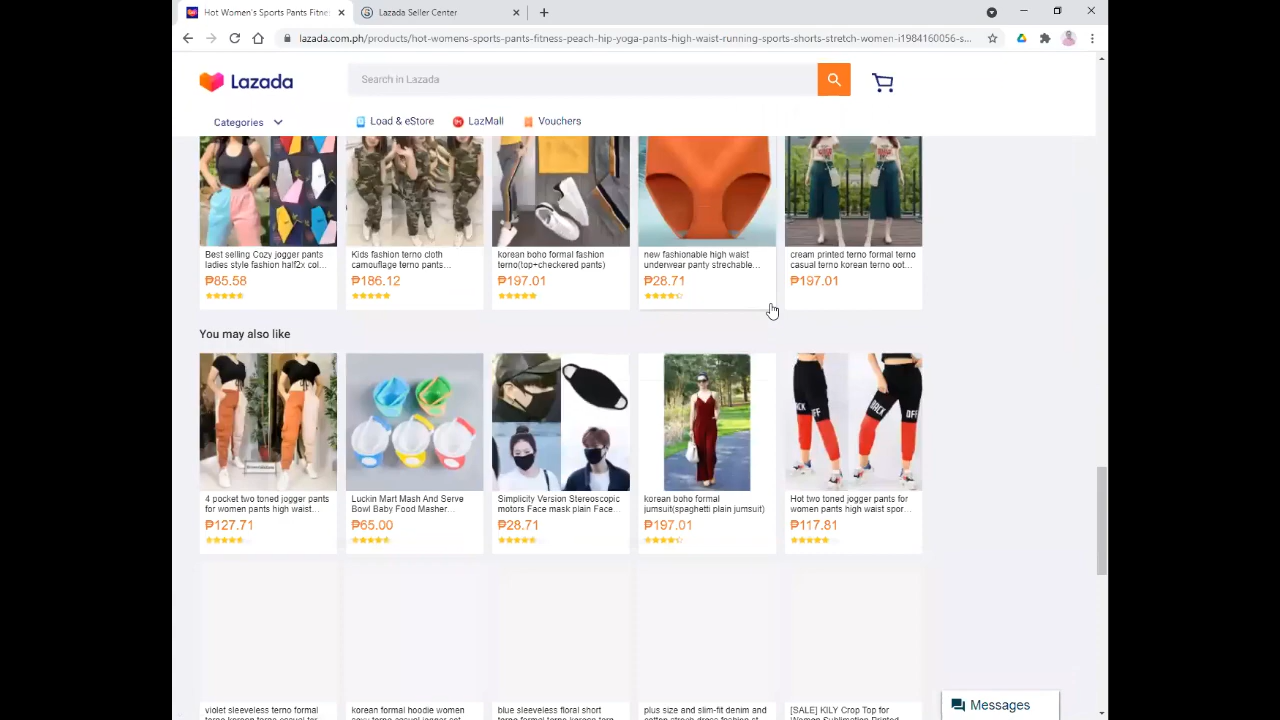 Hot Women's Sports Pants Fitne
Lazada Seller Center
lazada.com.ph/products/hot-womens-sports-pants-fitness-peach-hip-yoga-pants-high-waist-running-sports-shorts-stretch-women-i1984160056-s...
Lazada
Search in Lazada
Categories
Load & eStore
LazMall
Vouchers
Best selling Cozy jogger pants
ladies style fashion half2x col...
₱85.58
Kids fashion terno cloth
camouflage terno pants...
₱186.12
korean boho formal fashion
terno(top+checkered pants)
₱197.01
new fashionable high waist
underwear panty strechable...
₱28.71
cream printed terno formal terno
casual terno korean terno oot...
₱197.01
You may also like
BACK
OFF
BACK
OFF
4 pocket two toned jogger pants
for women pants high waist...
₱127.71
Luckin Mart Mash And Serve
Bowl Baby Food Masher...
₱65.00
Simplicity Version Stereoscopic
motors Face mask plain Face...
₱28.71
korean boho formal
jumsuit(spaghetti plain jumsuit)
₱197.01
Hot two toned jogger pants for
women pants high waist spor...
₱117.81
violet sleeveless terno formal
korean formal hoodie women
blue sleeveless floral short
plus size and slim-fit denim and
[SALE] KILY Crop Top for
Messages